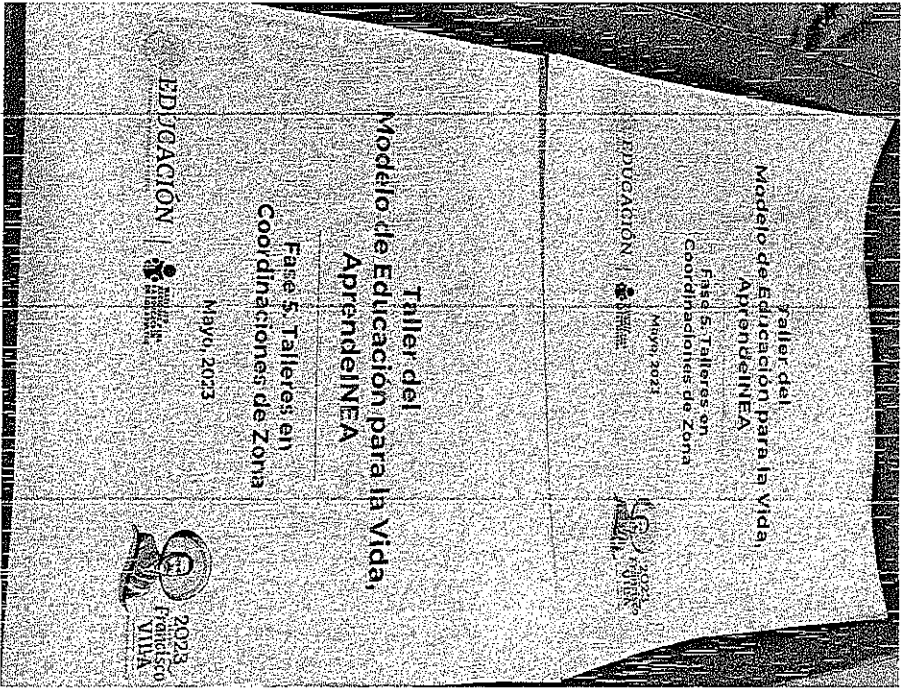 Taller del
Modelo de Educación para la Vida,
AprendeINEA
Fase 5. Talleres en
Coordinaciones de Zona
Mayo, 2023
EDUCACIÓN
Taller del
Modelo de Educación para la Vida,
AprendeINEA
Fase 5. Talleres en
Coordinaciones de Zona
Mayo, 2023
EDUCACIÓN
2023
Francisco
VILLA